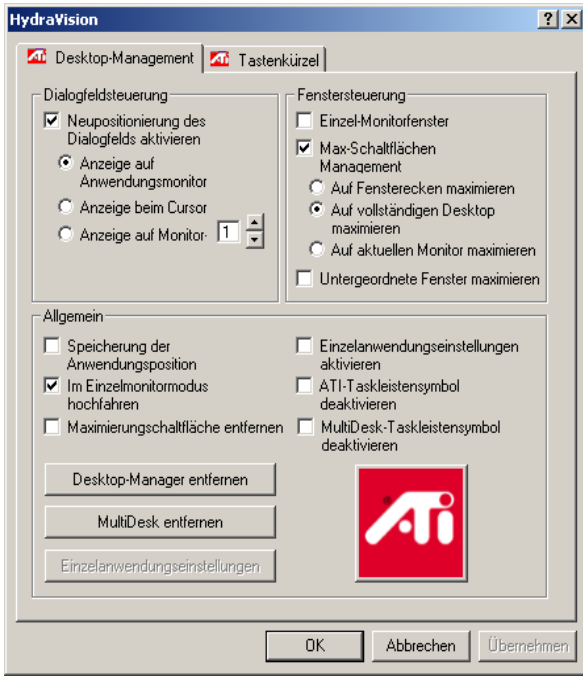 HydraVision
Desktop-Management
Tastenkürzel
Dialogfeldsteuerung
Neupositionierung des
Dialogfelds aktivieren
Anzeige auf
Anwendungsmonitor
Anzeige beim Cursor
Anzeige auf Monitor- 1
Fenstersteuerung
Einzel-Monitorfenster
Max-Schaltflächen
Management
Auf Fensterecken maximieren
Auf vollständigen Desktop
maximieren
Auf aktuellen Monitor maximieren
Untergeordnete Fenster maximieren
Allgemein
Speicherung der
Anwendungsposition
Im Einzelmonitormodus
hochfahren
Maximierungschaltfläche entfernen
Einzelanwendungseinstellungen
aktivieren
ATI-Taskleistensymbol
deaktivieren
MultiDesk-Taskleistensymbol
deaktivieren
Desktop-Manager entfernen
MultiDesk entfernen
Einzelanwendungseinstellungen
ATi
OK
Abbrechen
Übernehmen